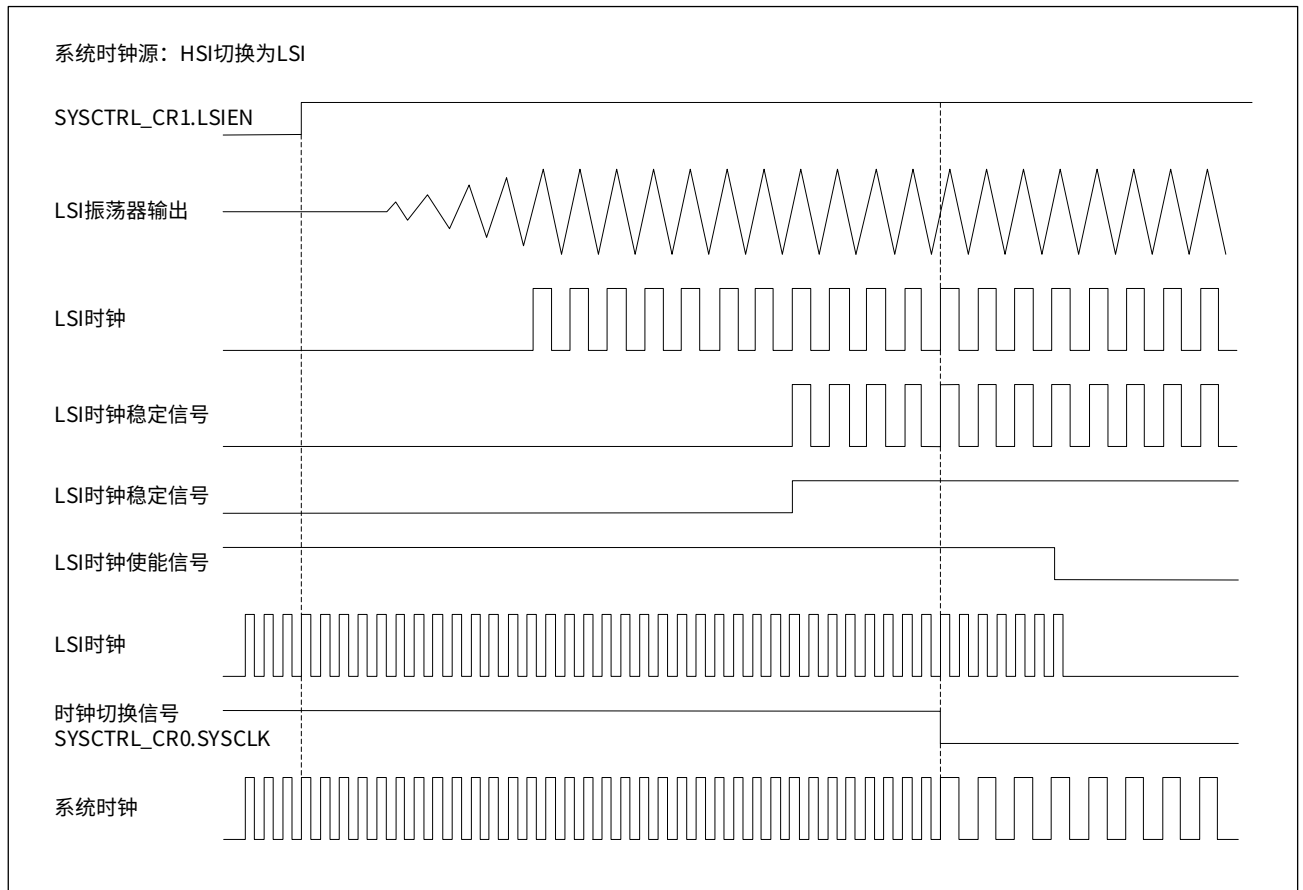 系统时钟源：HSI切换为LSI
SYSCTRL_CR1.LSIEN
LSI振荡器输出
LSI时钟
LSI时钟稳定信号
LSI时钟稳定信号
LSI时钟使能信号
LSI时钟
时钟切换信号
SYSCTRL_CR0.SYSCLK
系统时钟